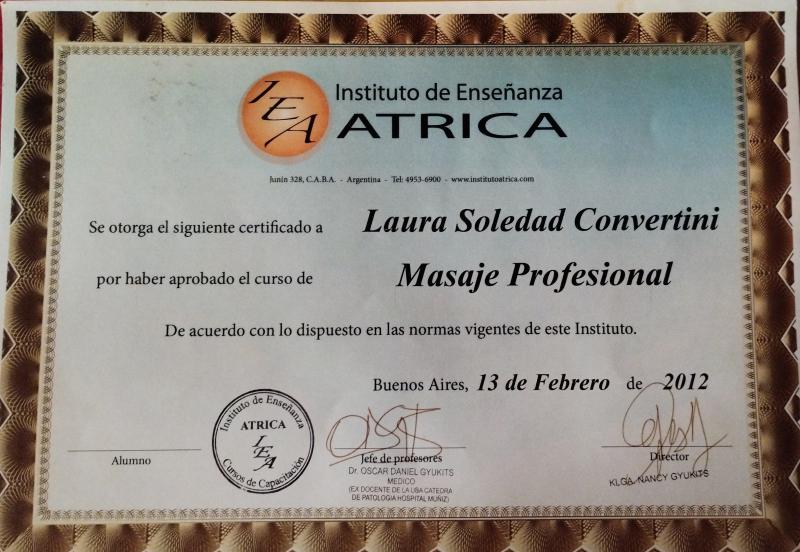 IEA
Instituto de Enseñanza
ATRICA
Junín 328, C.A.B.A. - Argentina - Tel: 4953-6900 - www.institutoatrica.com
Se otorga el siguiente certificado a Laura Soledad Convertini
por haber aprobado el curso de Masaje Profesional
De acuerdo con lo dispuesto en las normas vigentes de este Instituto.
Buenos Aires, 13 de Febrero de 2012
Instituto de Enseñanza
ATRICA
IEA
Cursos de Capacitación
Alumno
Jefe de profesores
Dr. OSCAR DANIEL GYUKITS
MEDICO
(EX DOCENTE DE LA UBA CATEDRA
DE PATOLOGIA HOSPITAL MUÑIZ)
Director
KLGA. NANCY GYUKITS